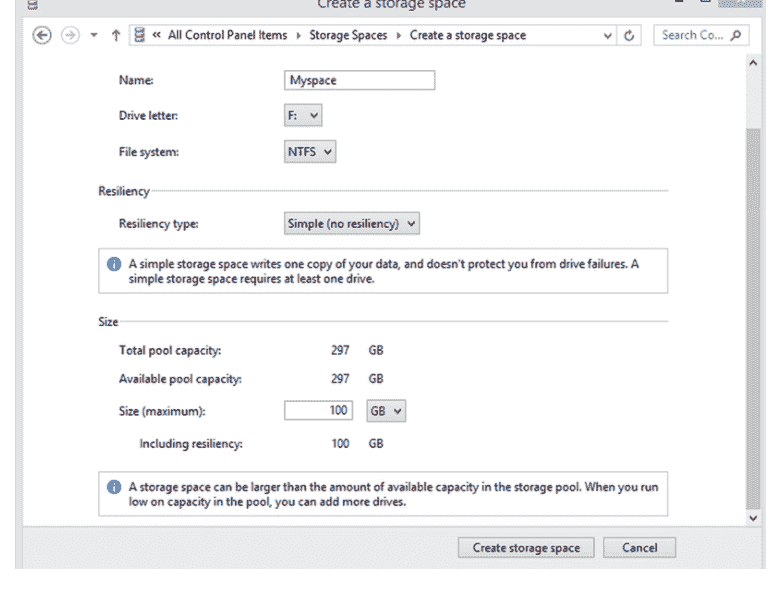 Create a storage space
« All Control Panel Items Storage Spaces Create a storage space Search Co...
Name: Myspace
Drive letter: F:
File system: NTFS
Resiliency
Resiliency type: Simple (no resiliency)
A simple storage space writes one copy of your data, and doesn't protect you from drive failures. A
simple storage space requires at least one drive.
Size
Total pool capacity: 297 GB
Available pool capacity: 297 GB
Size (maximum): 100 GB
Including resiliency: 100 GB
A storage space can be larger than the amount of available capacity in the storage pool. When you run
low on capacity in the pool, you can add more drives.
Create storage space Cancel